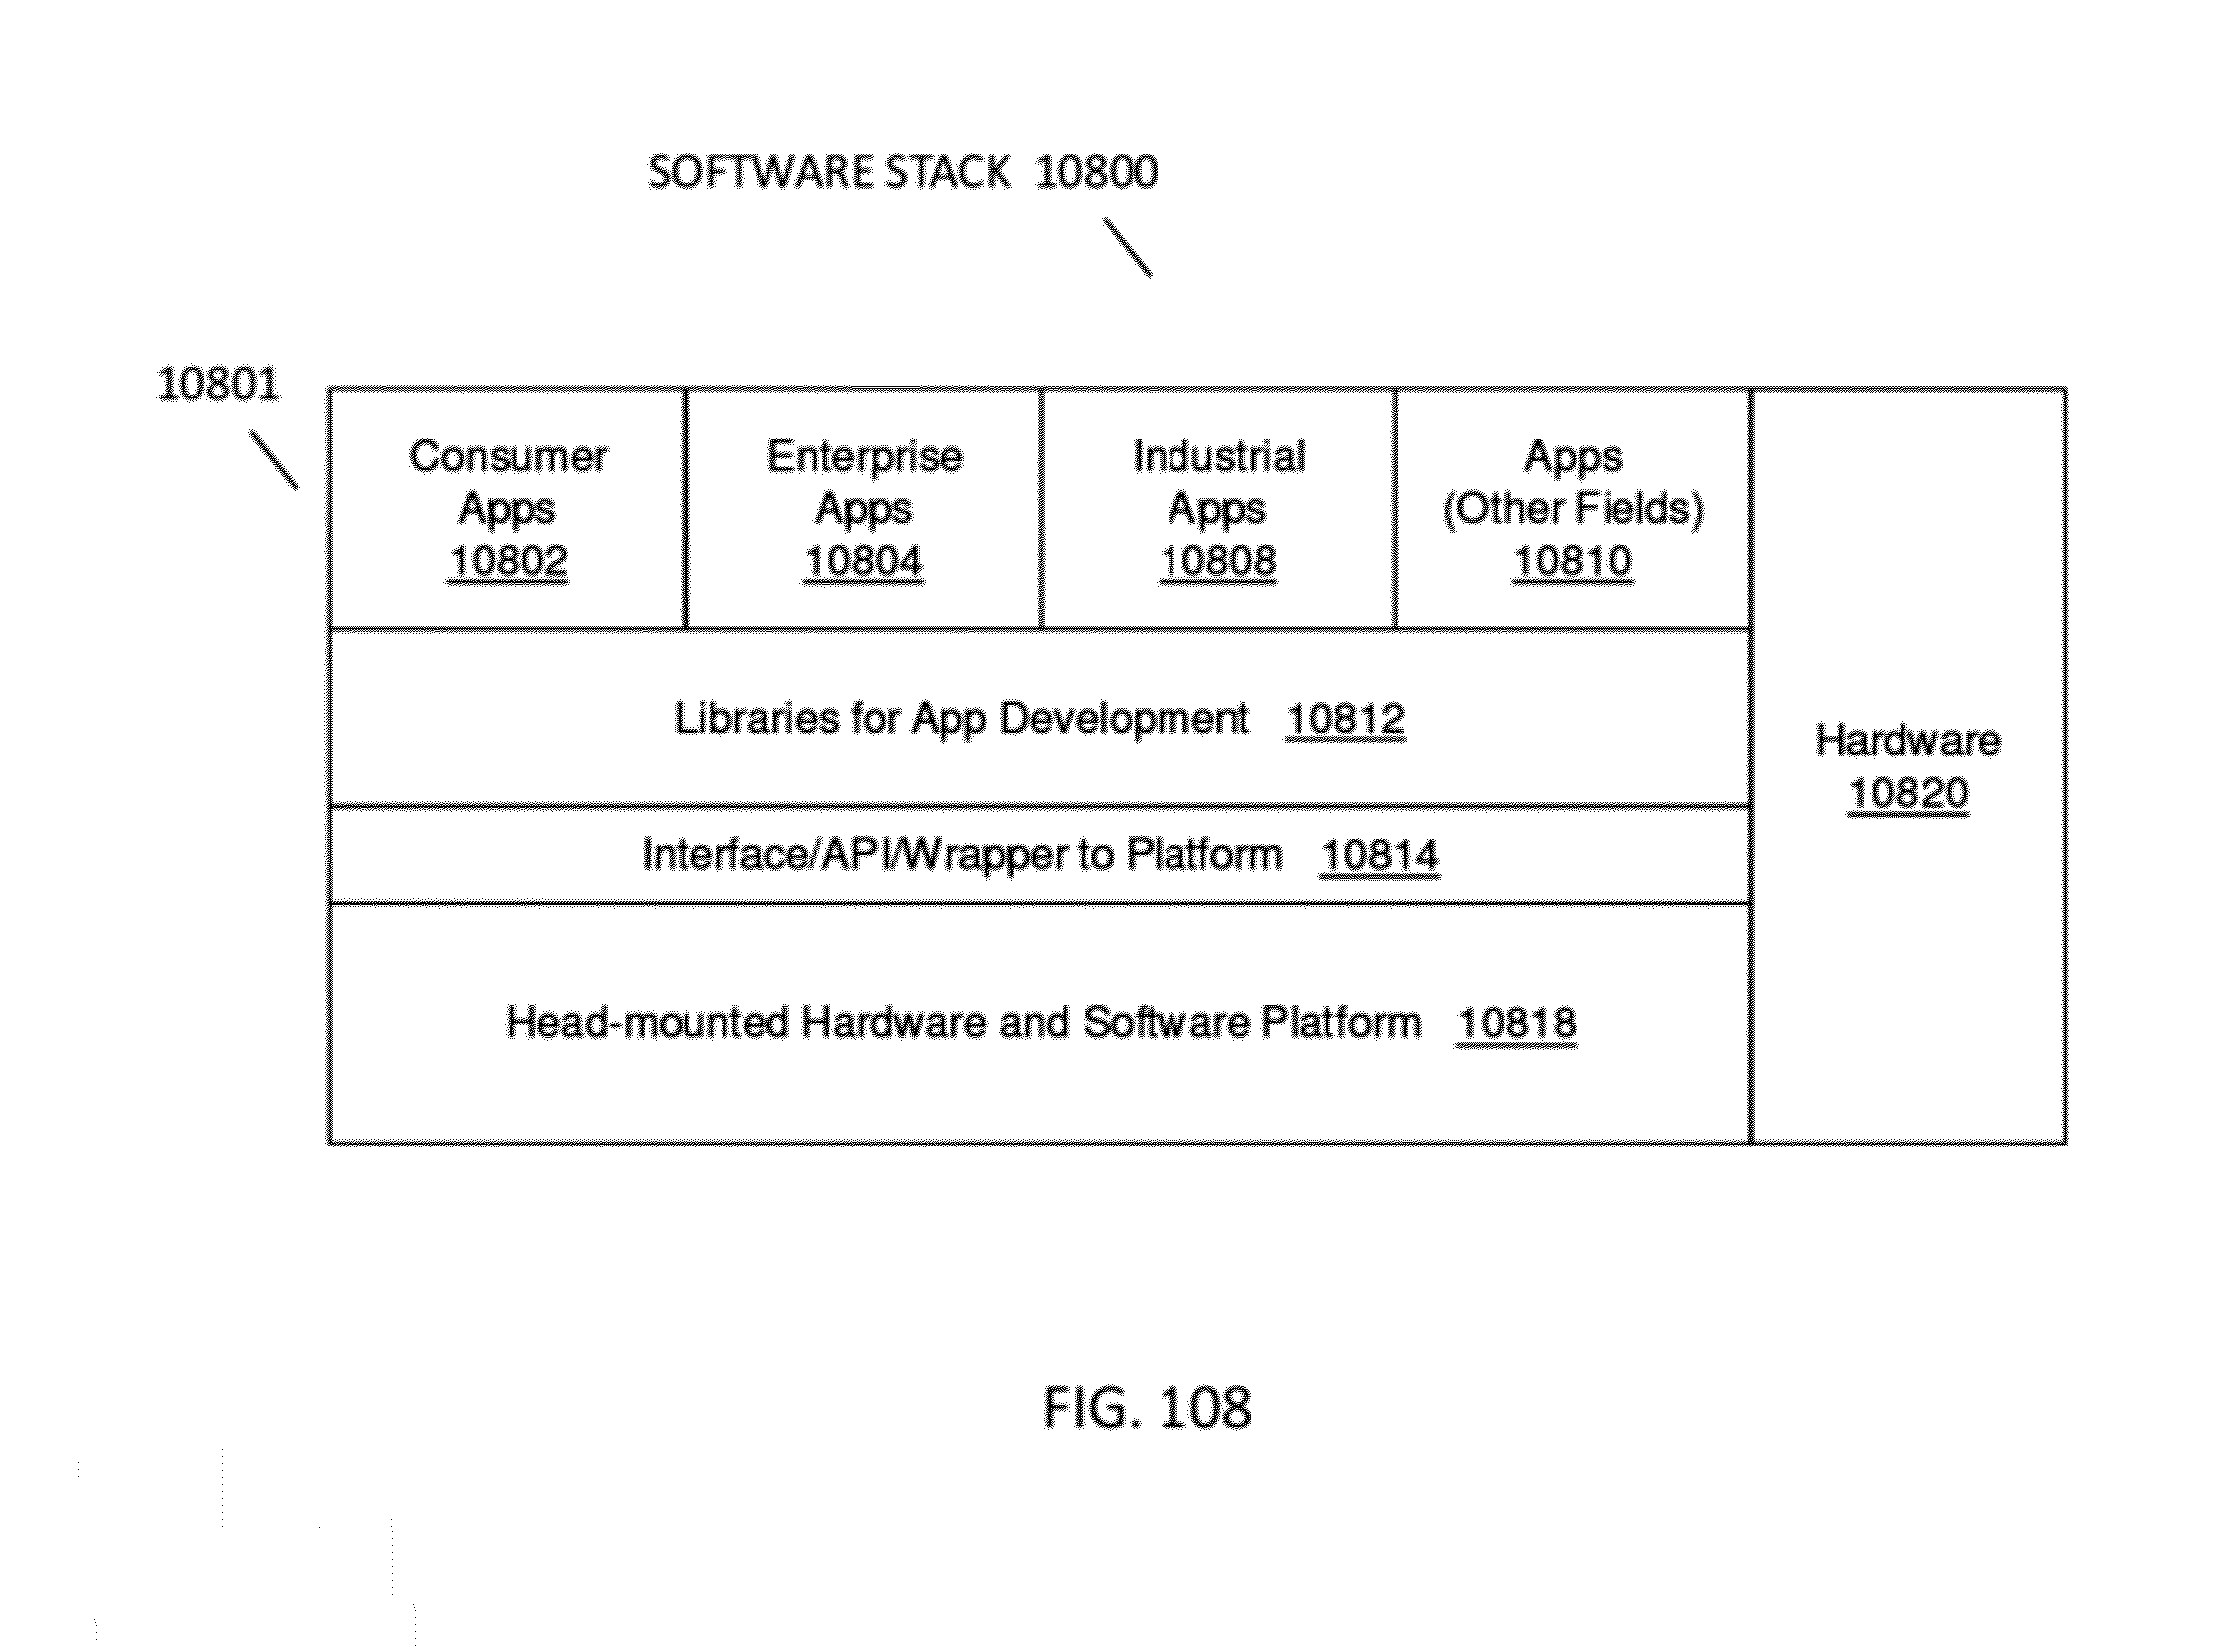 SOFTWARE STACK 10800
10801
Consumer
Apps
10802
Enterprise
Apps
10804
Industrial
Apps
10808
Apps
(Other Fields)
10810
Libraries for App Development 10812
Interface/API/Wrapper to Platform 10814
Head-mounted Hardware and Software Platform 10818
Hardware
10820
FIG. 108